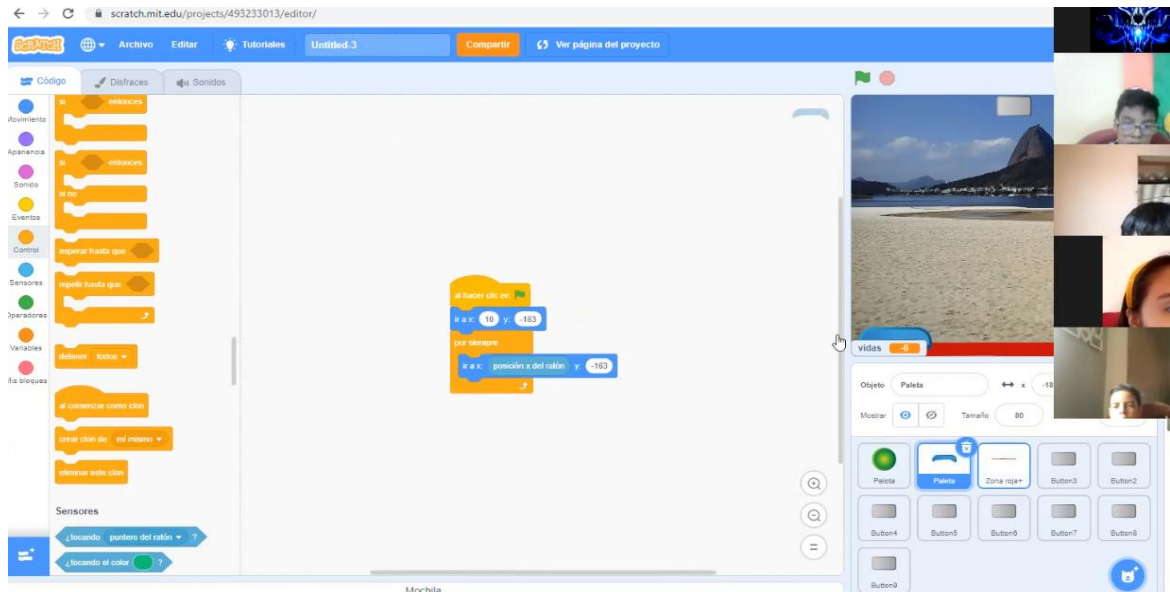 scratch.mit.edu/projects/493233013/editor/
SCRATCH
Archivo
Editar
Tutoriales
Untitled-3
Compartir
Ver página del proyecto
Código
Disfraces
Sonidos
Movimiento
Apariencia
Sonido
Eventos
Control
Sensores
Operadores
Variables
Mis bloques
si entonces
si entonces
si no
esperar hasta que
repetir hasta que
detener todos
al comenzar como clon
crear clon de mí mismo
eliminar este clon
Sensores
¿tocando puntero del ratón ?
¿tocando el color ?
al hacer clic en
ir a x: 10 y: -183
por siempre
ir a x: posición x del ratón y: -163
Mochila
vidas -6
Objeto Paleta x
Mostrar Tamaño 80
Pelota
Paleta
Zona roja+
Button3
Button2
Button4
Button5
Button6
Button7
Button8
Button9